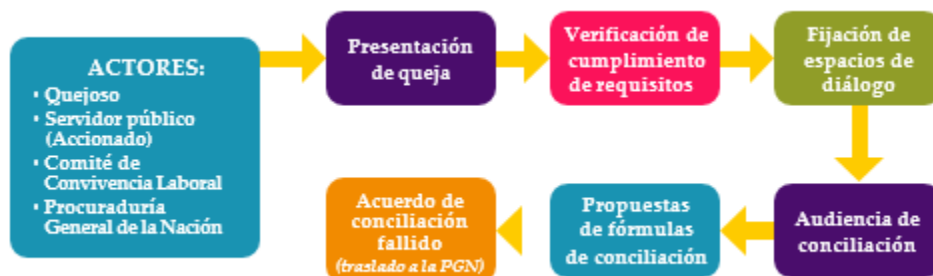 ACTORES:
▪ Quejoso
▪ Servidor público
(Accionado)
▪ Comité de
Convivencia Laboral
▪ Procuraduría
General de la Nación
Presentación
de queja
Verificación de
cumplimiento
de requisitos
Fijación de
espacios de
diálogo
Audiencia de
conciliación
Propuestas
de fórmulas
de conciliación
Acuerdo de
conciliación
fallido
(traslado a la PGN)